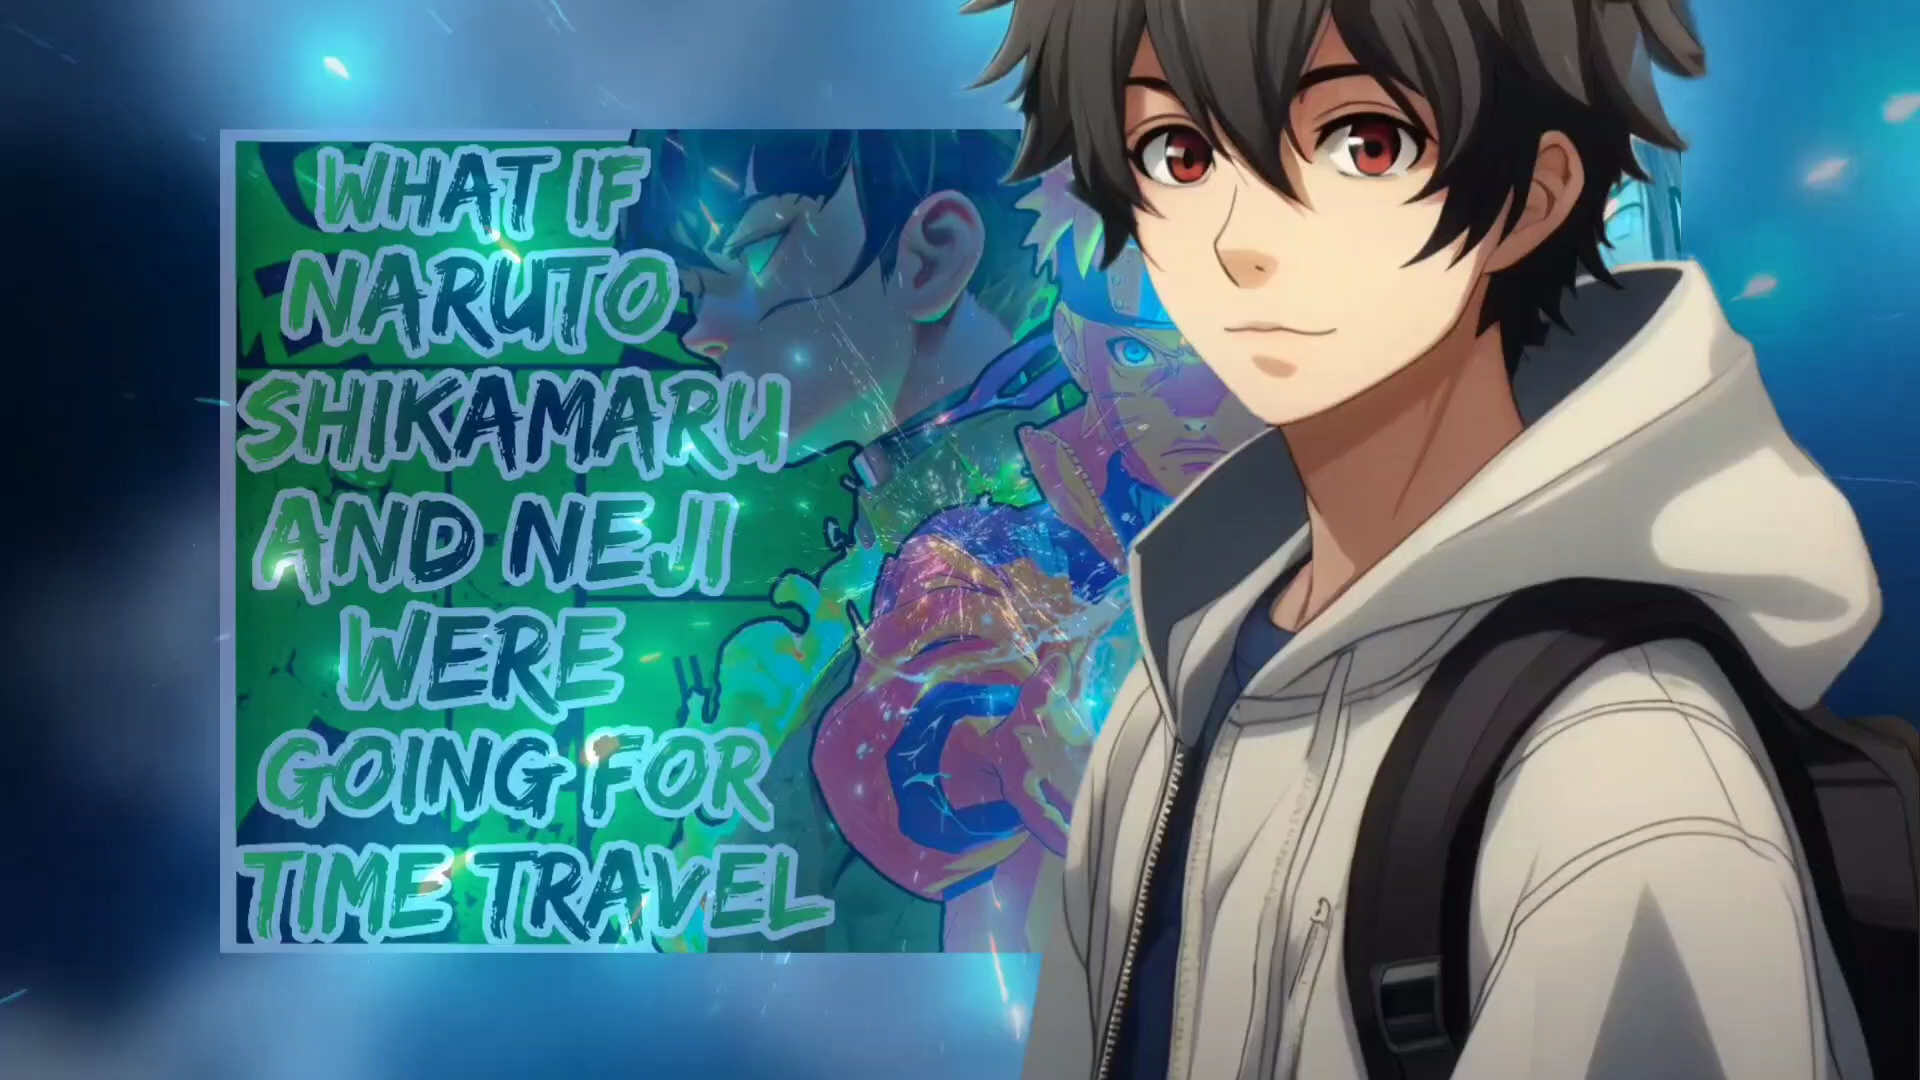 WHAT IF
NARUTO
SHIKAMARU
AND NEJI
WERE
GOING FOR
TIME TRAVEL